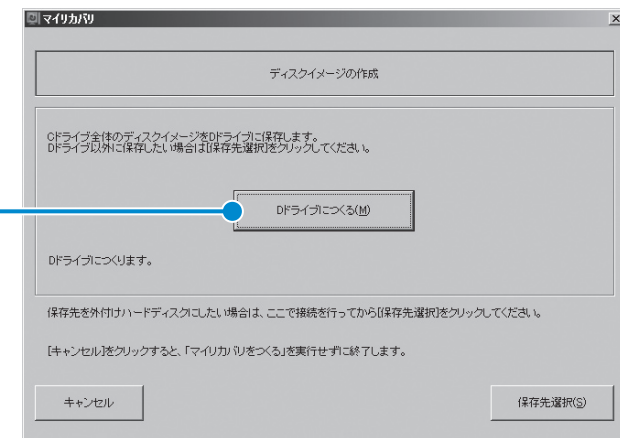 マイリカバリ
ディスクイメージの作成
Cドライブ全体のディスクイメージをDドライブに保存します。
Dドライブ以外に保存したい場合は[保存先選択]をクリックしてください。
Dドライブにつくる(M)
Dドライブにつくります。
保存先を外付けハードディスクにしたい場合は、ここで接続を行ってから[保存先選択]をクリックしてください。
[キャンセル]をクリックすると、「マイリカバリをつくる」を実行せずに終了します。
キャンセル
保存先選択(S)